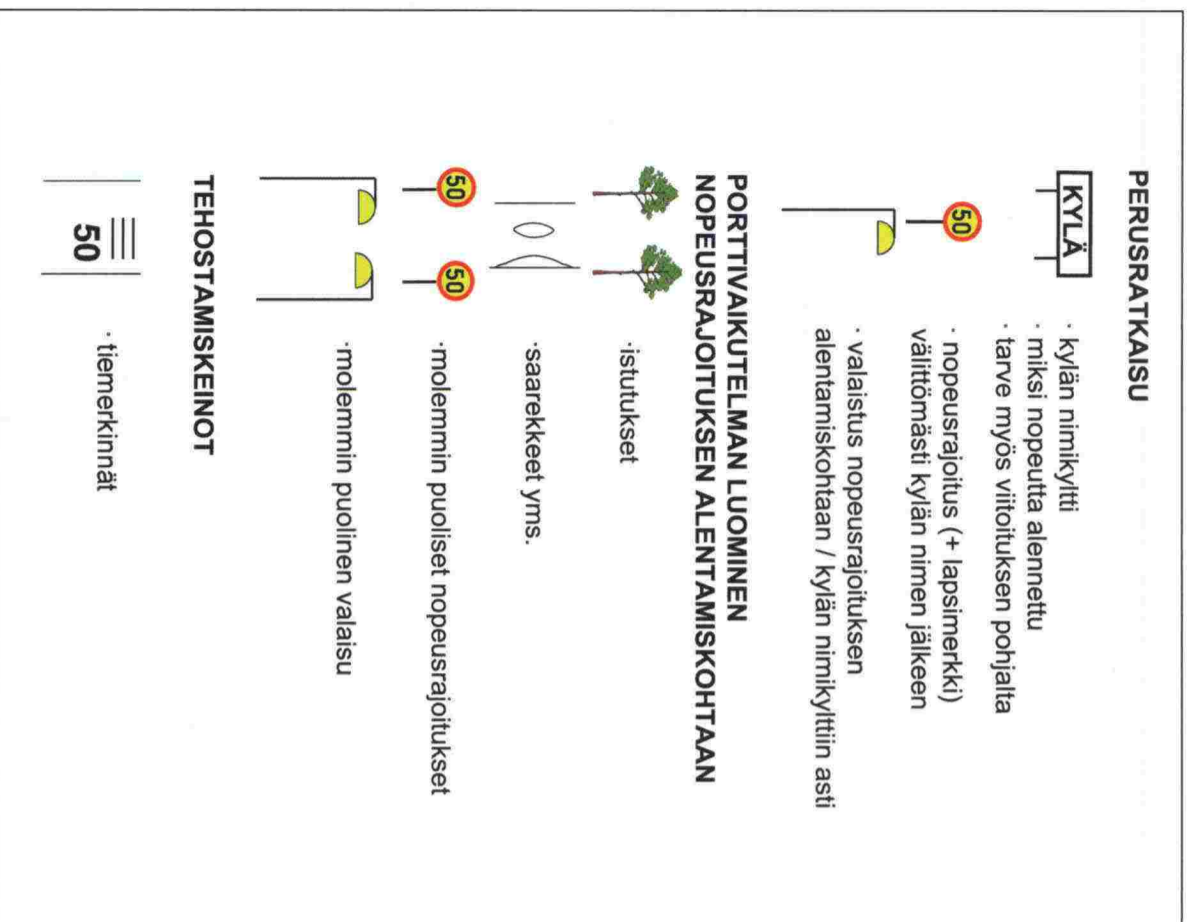 PERUSRATKAISU
KYLÄ
· kylän nimikyltti
· miksi nopeutta alennettu
· tarve myös viitoituksen pohjalta
50
· nopeusrajoitus (+ lapsimerkki)
välittömästi kylän nimen jälkeen
· valaistus nopeusrajoituksen
alentamiskohtaan / kylän nimikylttiin asti
PORTTIVAIKUTELMAN LUOMINEN
NOPEUSRAJOITUKSEN ALENTAMISKOHTAAN
·istutukset
·saarekkeet yms.
50 50
·molemmin puoliset nopeusrajoitukset
·molemmin puolinen valaisu
TEHOSTAMISKEINOT
50
· tiemerkinnät